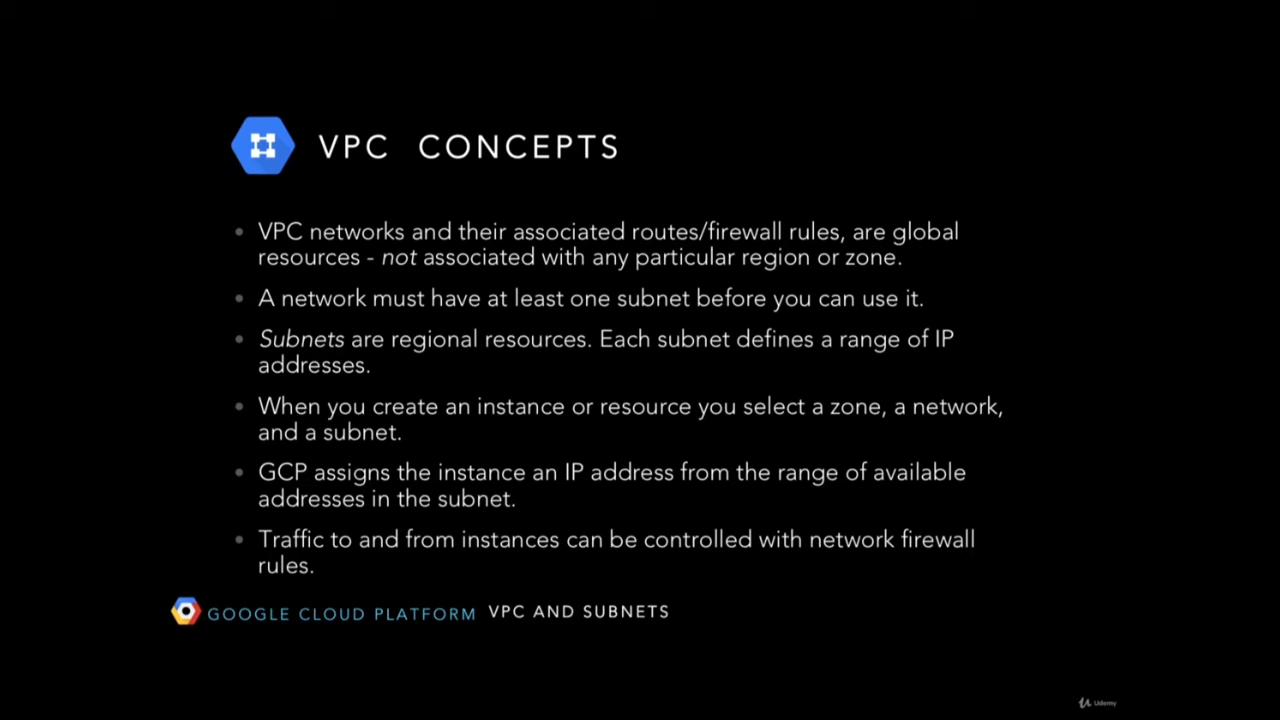 VPC CONCEPTS
• VPC networks and their associated routes/firewall rules, are global
resources - not associated with any particular region or zone.
• A network must have at least one subnet before you can use it.
• Subnets are regional resources. Each subnet defines a range of IP
addresses.
• When you create an instance or resource you select a zone, a network,
and a subnet.
• GCP assigns the instance an IP address from the range of available
addresses in the subnet.
• Traffic to and from instances can be controlled with network firewall
rules.
GOOGLE CLOUD PLATFORM VPC AND SUBNETS
Udemy